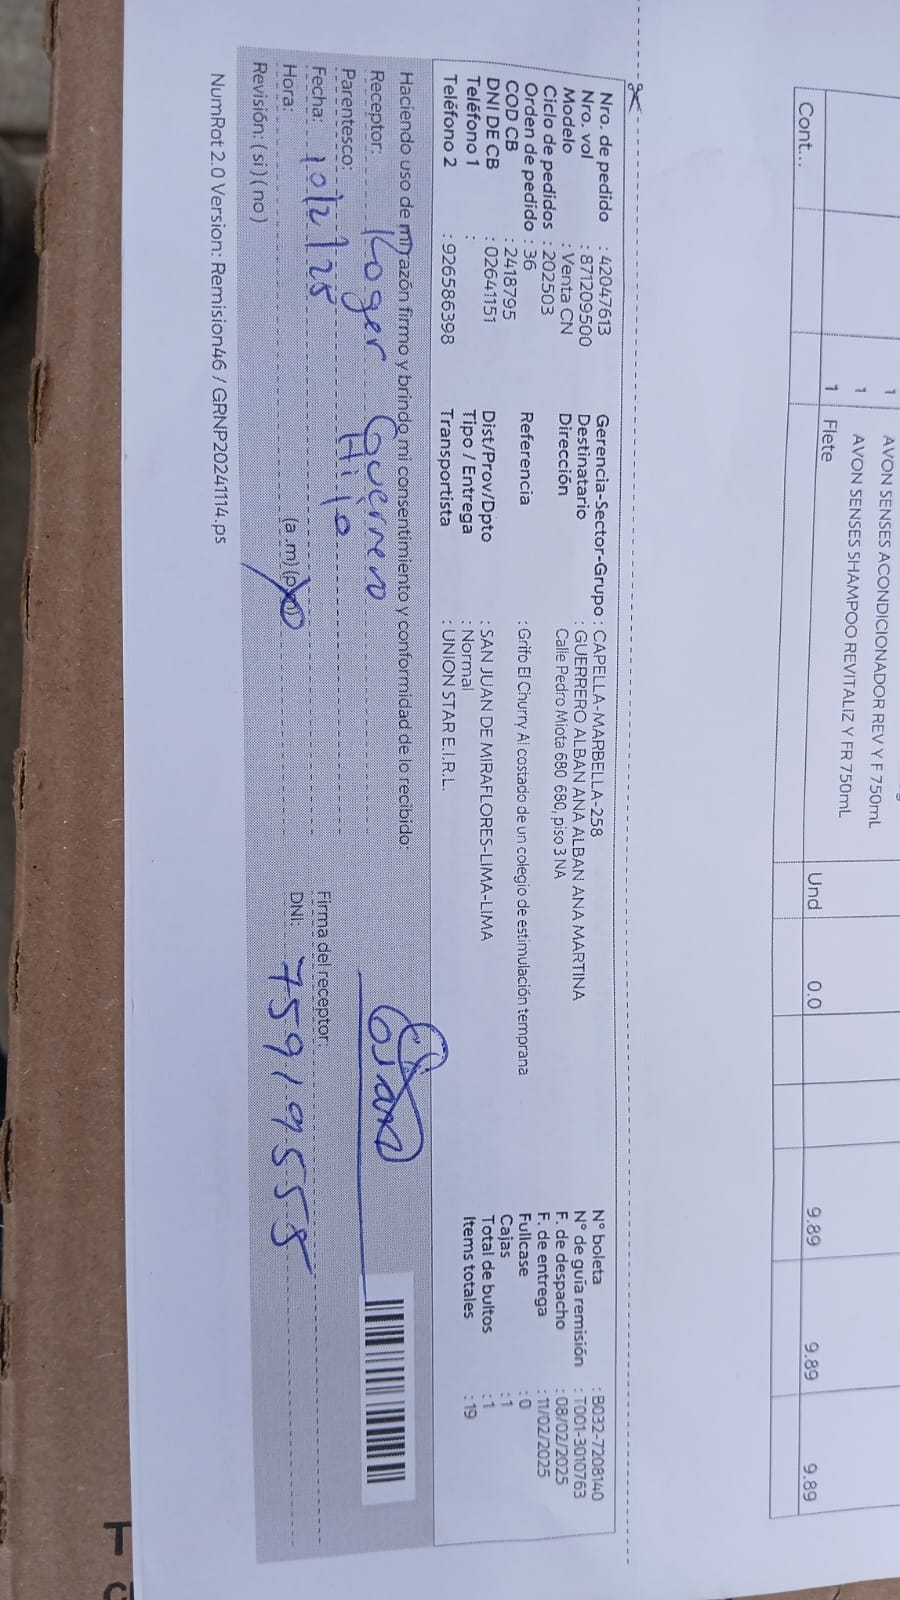 1 AVON SENSES ACONDICIONADOR REV Y F 750mL
1 AVON SENSES SHAMPOO REVITALIZ Y FR 750mL
1 Flete Und 0.0 9.89 9.89 9.89
Cont...
Nro. de pedido : 42047613
Nro. vol : 871209500
Modelo : Venta CN
Ciclo de pedidos : 202503
Orden de pedido : 36
COD CB : 2418795
DNI DE CB : 02641151
Teléfono 1 :
Teléfono 2 : 926586398
Gerencia-Sector-Grupo : CAPELLA-MARBELLA-258
Destinatario : GUERRERO ALBAN ANA ALBAN ANA MARTINA
Dirección Calle Pedro Miota 680 680, piso 3 NA
Referencia : Grifo El Churry Al costado de un colegio de estimulación temprana
Dist/Prov/Dpto : SAN JUAN DE MIRAFLORES-LIMA-LIMA
Tipo / Entrega : Normal
Transportista : UNION STAR E.I.R.L.
N° boleta : B032-7208140
N° de guía remisión : T001-3010763
F. de despacho : 08/02/2025
F. de entrega : 11/02/2025
Fullcase : 0
Cajas : 1
Total de bultos : 1
Items totales : 19
Haciendo uso de mi razón firmo y brindo mi consentimiento y conformidad de lo recibido:
Receptor: Roger Guerrero
Parentesco: Hijo
Fecha: 10/2/25
Hora: (a.m) (p.m)
Revisión: (si) (no)
Firma del receptor:
DNI: 75919555
NumRot 2.0 Version: Remision46 / GRNP20241114.ps